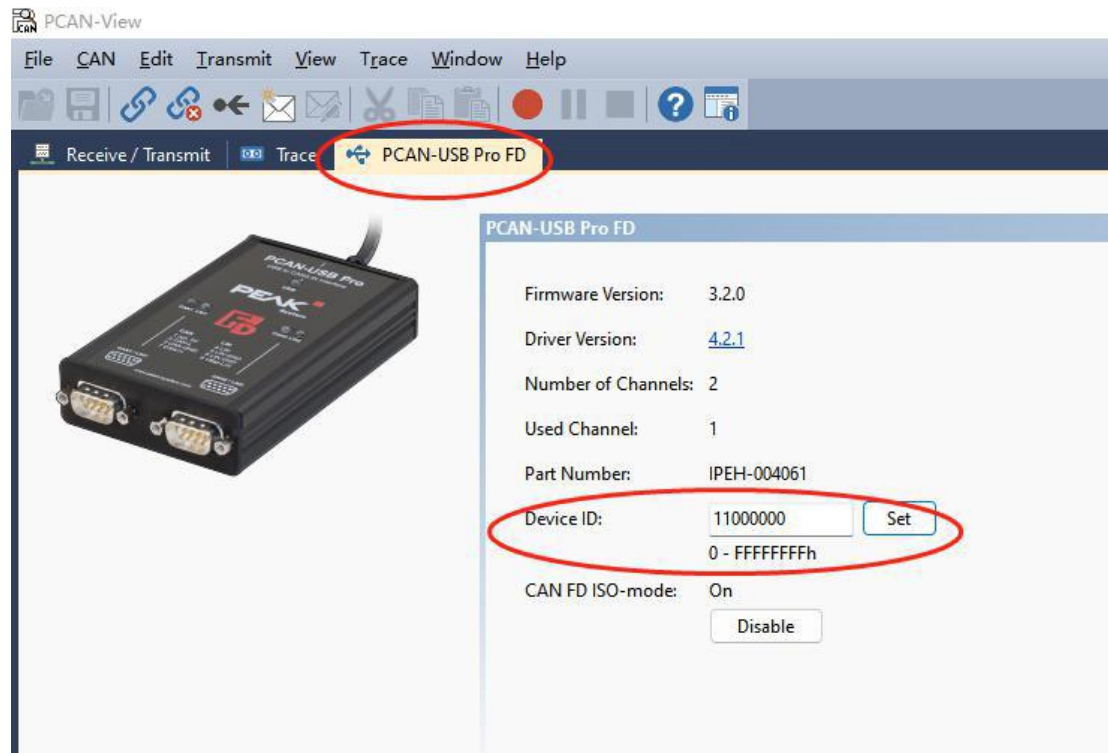 PCAN-View
File CAN Edit Transmit View Trace Window Help
Receive / Transmit Trace PCAN-USB Pro FD
PCAN-USB Pro FD
PCAN-USB Pro
PEAK
System
FD
Firmware Version: 3.2.0
Driver Version: 4.2.1
Number of Channels: 2
Used Channel: 1
Part Number: IPEH-004061
Device ID: 11000000 Set
0 - FFFFFFFFh
CAN FD ISO-mode: On
Disable